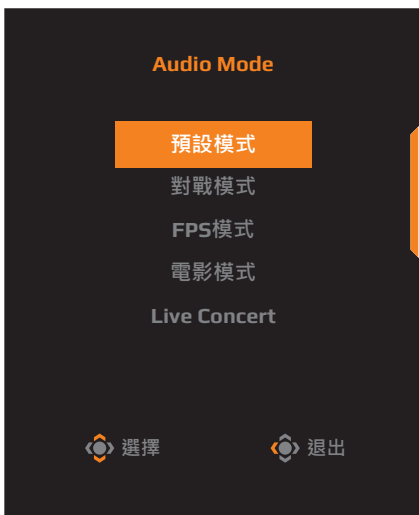 Audio Mode
預設模式
對戰模式
FPS模式
電影模式
Live Concert
選擇 退出